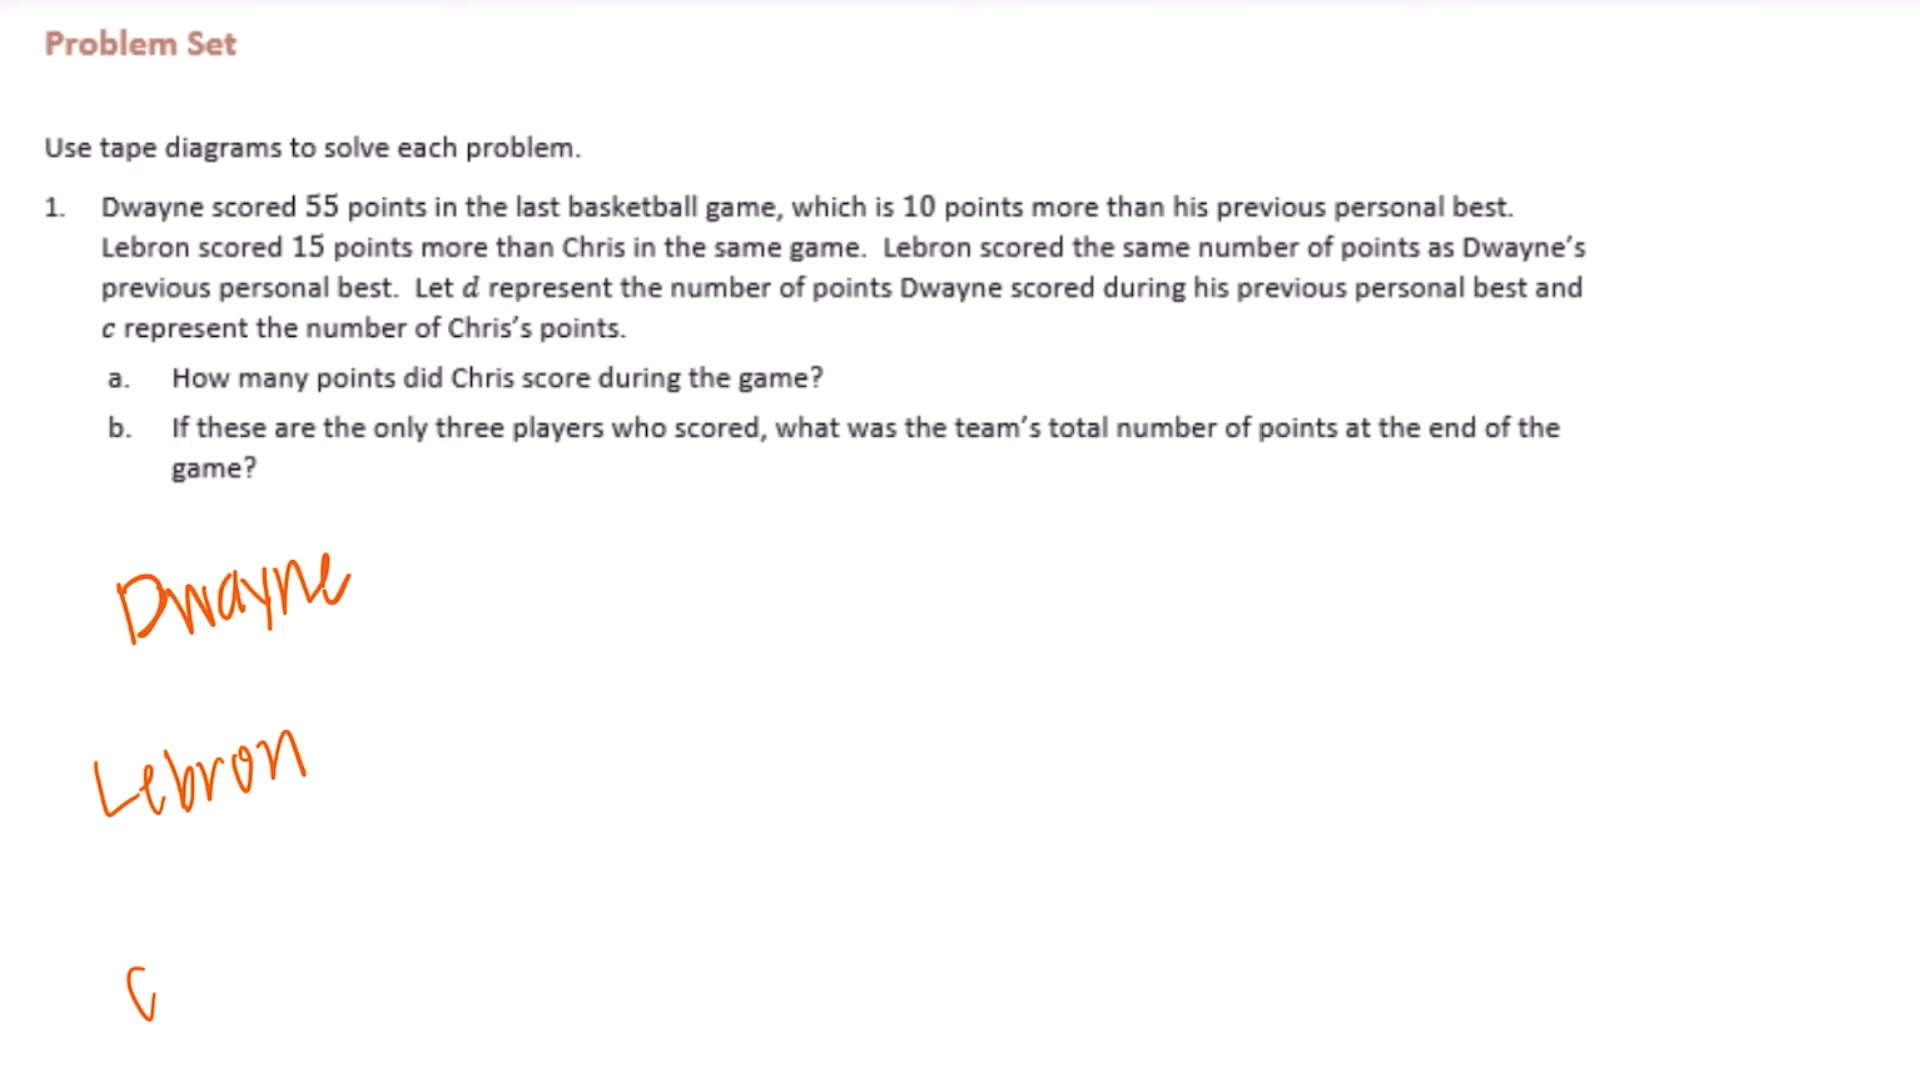 Problem Set
Use tape diagrams to solve each problem.
1. Dwayne scored 55 points in the last basketball game, which is 10 points more than his previous personal best.
Lebron scored 15 points more than Chris in the same game. Lebron scored the same number of points as Dwayne's
previous personal best. Let d represent the number of points Dwayne scored during his previous personal best and
c represent the number of Chris's points.
a. How many points did Chris score during the game?
b. If these are the only three players who scored, what was the team's total number of points at the end of the
game?
Dwayne
Lebron
C